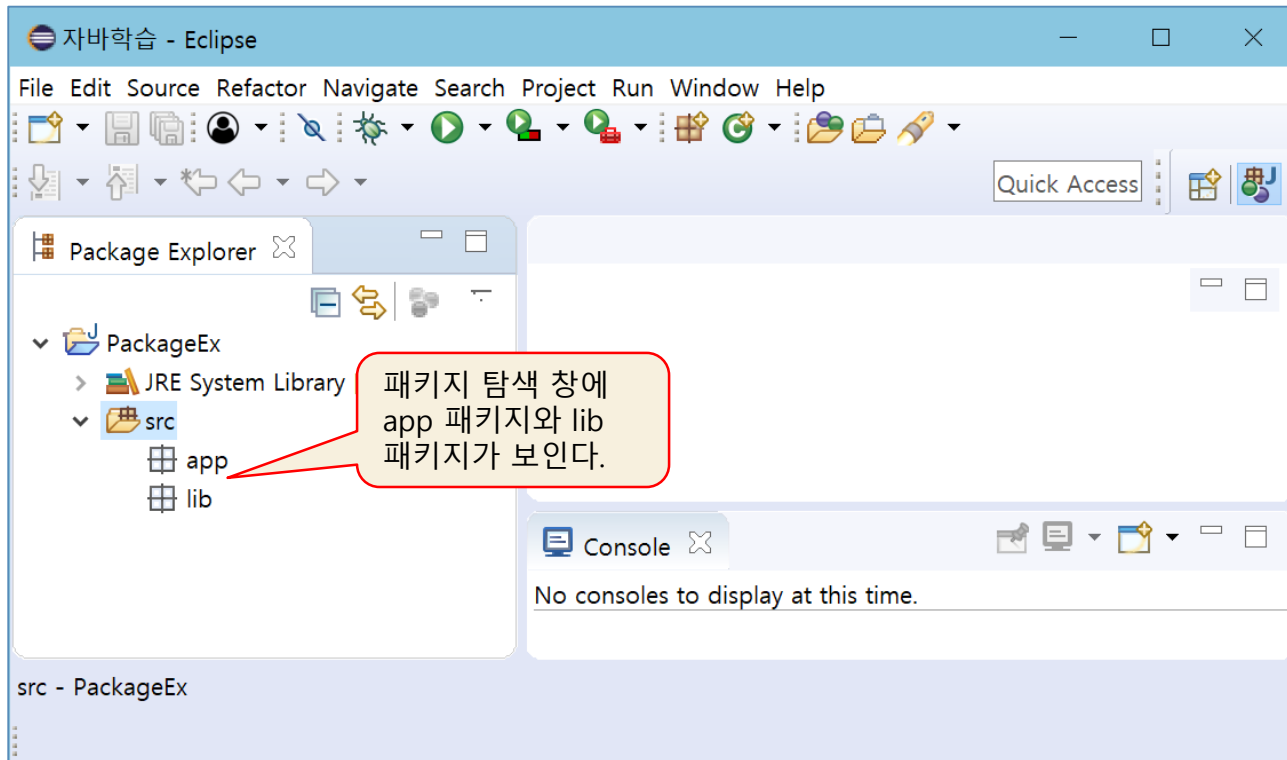 자바학습 - Eclipse
File Edit Source Refactor Navigate Search Project Run Window Help
Quick Access
Package Explorer
PackageEx
JRE System Library
src
app
lib
패키지 탐색 창에
app 패키지와 lib
패키지가 보인다.
Console
No consoles to display at this time.
src - PackageEx